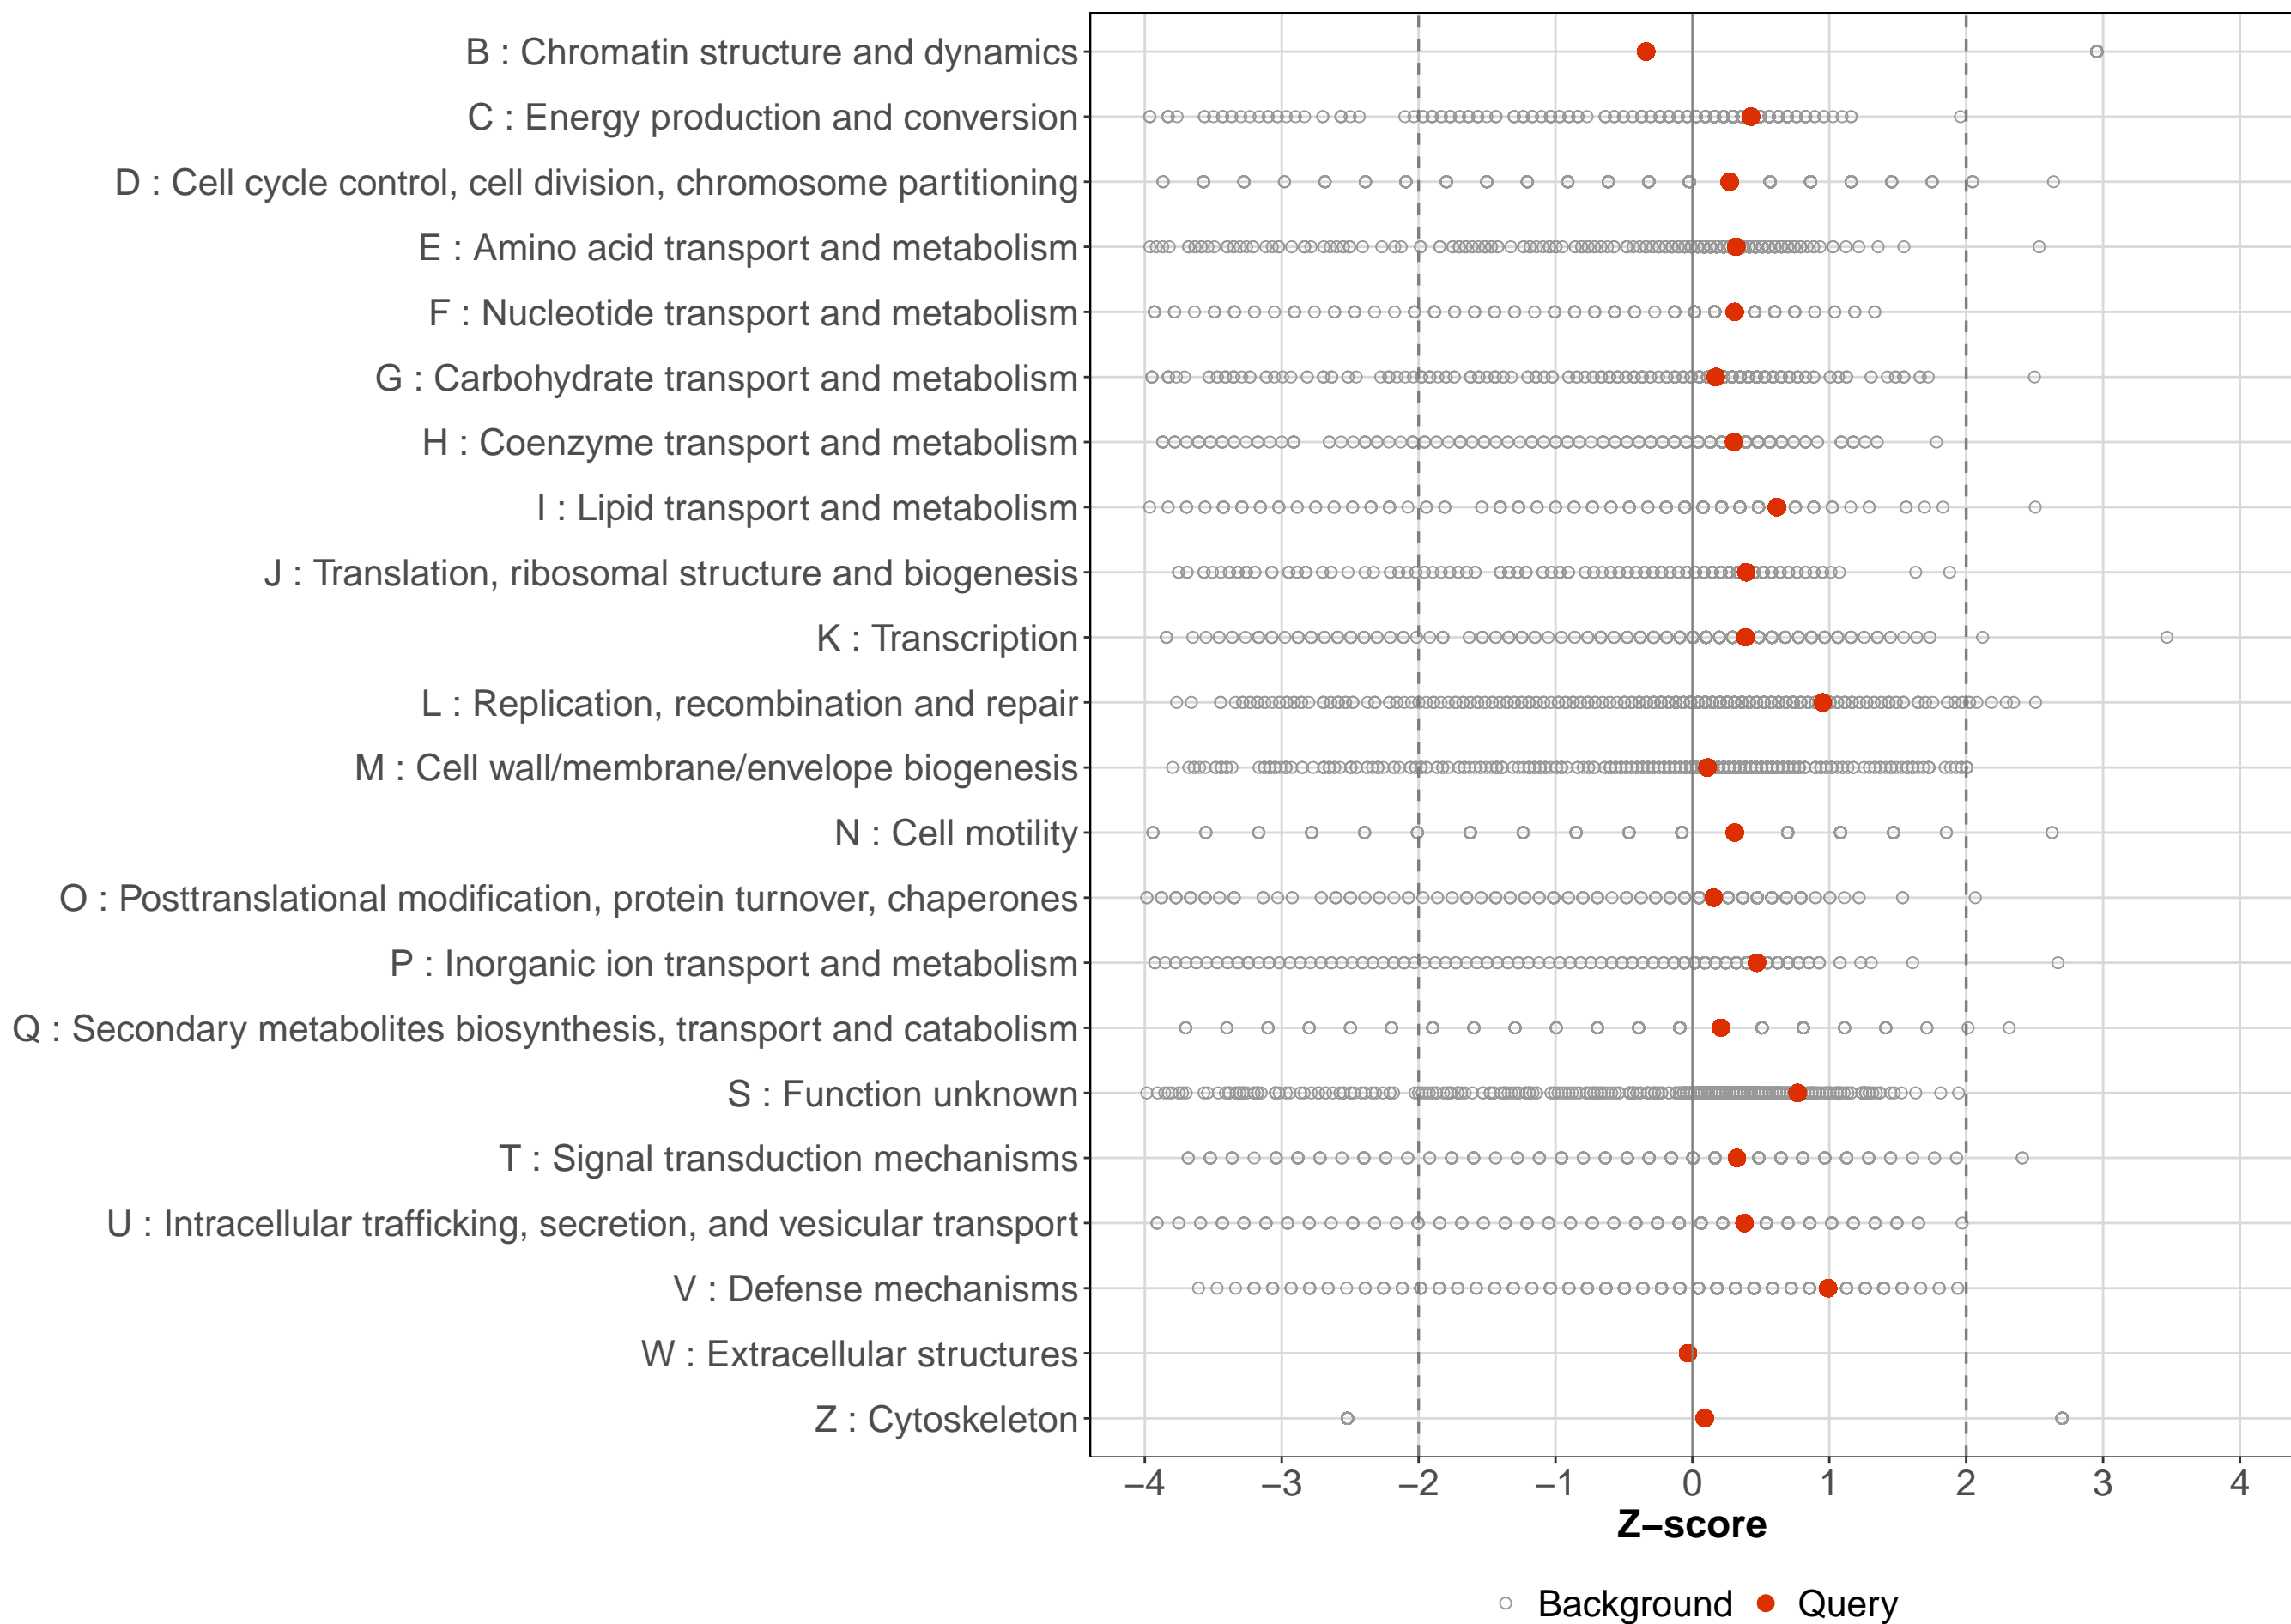 B : Chromatin structure and dynamics
C : Energy production and conversion
D : Cell cycle control, cell division, chromosome partitioning
E : Amino acid transport and metabolism
F : Nucleotide transport and metabolism
G : Carbohydrate transport and metabolism
H : Coenzyme transport and metabolism
I : Lipid transport and metabolism
J : Translation, ribosomal structure and biogenesis
K : Transcription
L : Replication, recombination and repair
M : Cell wall/membrane/envelope biogenesis
N : Cell motility
O : Posttranslational modification, protein turnover, chaperones
P : Inorganic ion transport and metabolism
Q : Secondary metabolites biosynthesis, transport and catabolism
S : Function unknown
T : Signal transduction mechanisms
U : Intracellular trafficking, secretion, and vesicular transport
V : Defense mechanisms
W : Extracellular structures
Z : Cytoskeleton
−4 −3 −2 −1 0 1 2 3 4
Z−score
Background Query